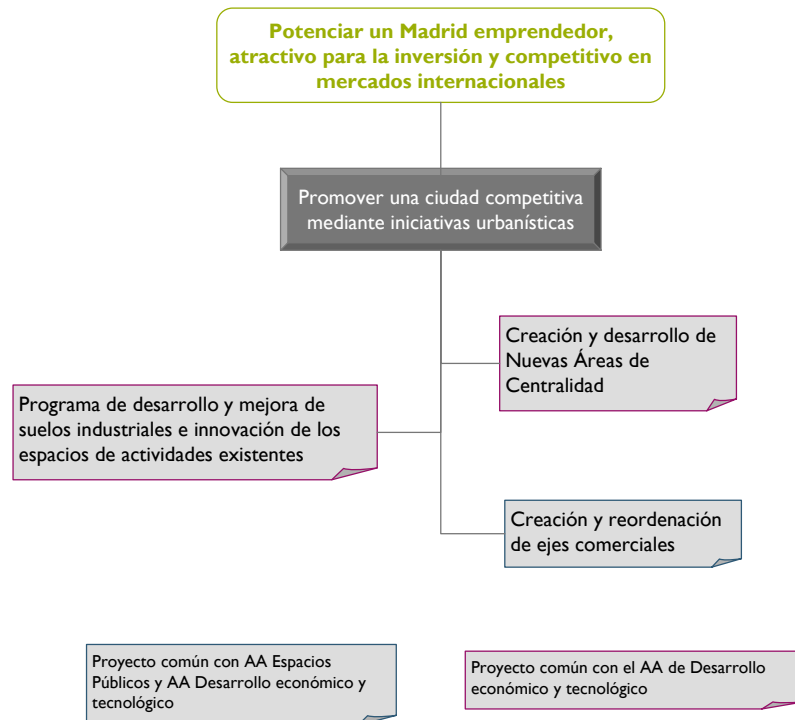 Potenciar un Madrid emprendedor,
atractivo para la inversión y competitivo en
mercados internacionales
Promover una ciudad competitiva
mediante iniciativas urbanísticas
Creación y desarrollo de
Nuevas Áreas de
Centralidad
Programa de desarrollo y mejora de
suelos industriales e innovación de los
espacios de actividades existentes
Creación y reordenación
de ejes comerciales
Proyecto común con AA Espacios
Públicos y AA Desarrollo económico y
tecnológico
Proyecto común con el AA de Desarrollo
económico y tecnológico